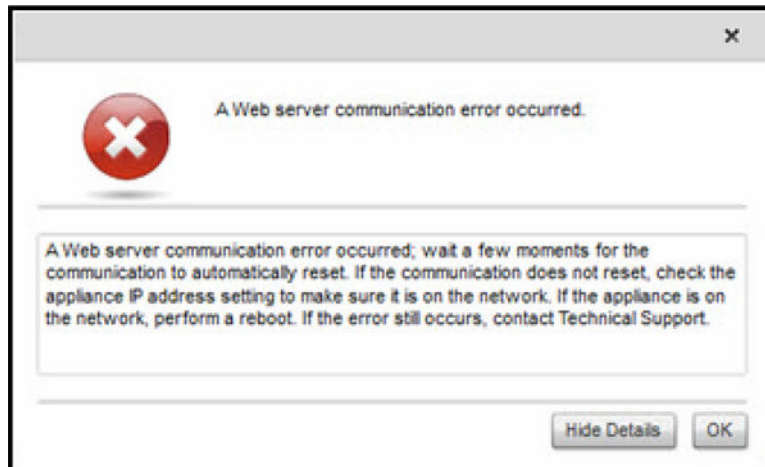 A Web server communication error occurred.
A Web server communication error occurred; wait a few moments for the
communication to automatically reset. If the communication does not reset, check the
appliance IP address setting to make sure it is on the network. If the appliance is on
the network, perform a reboot. If the error still occurs, contact Technical Support.
Hide Details OK